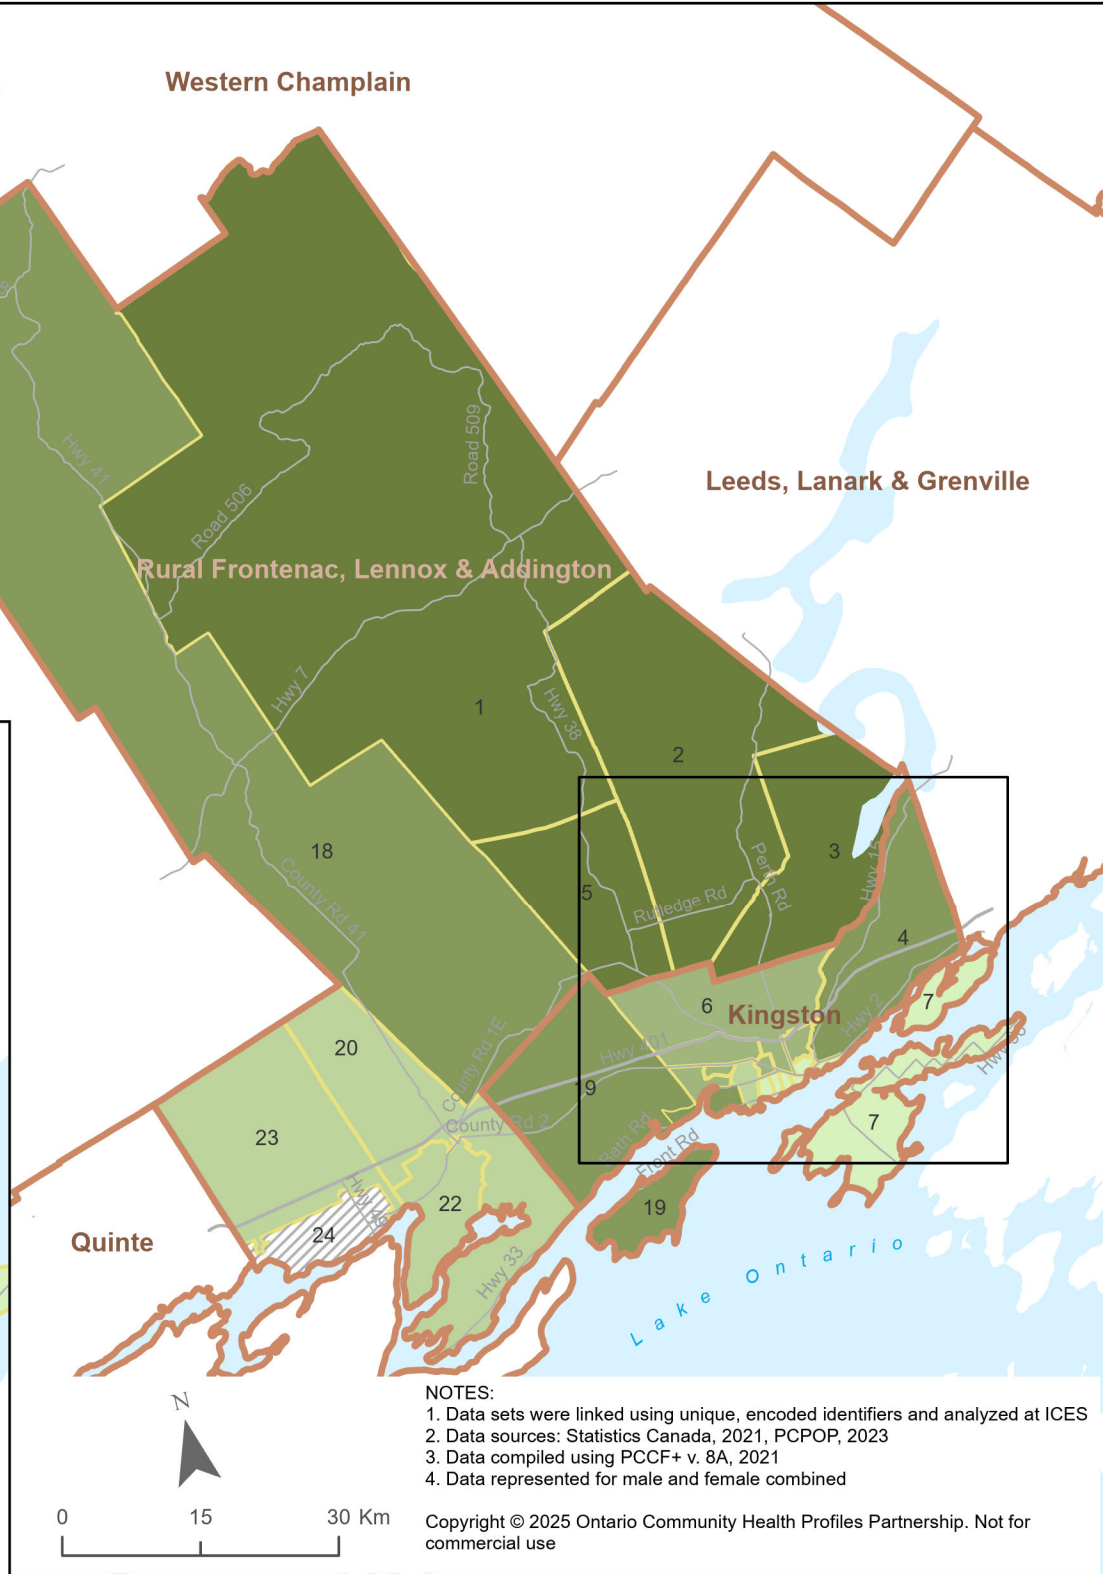 Western Champlain
Hwy 41
Road 509
Road 506
Leeds, Lanark & Grenville
Rural Frontenac, Lennox & Addington
Hwy 7
1
Hwy 38
2
18
3
Perth Rd
Hwy 15
County Rd 41
5
Rutledge Rd
4
6
7
Kingston
Hwy 2
20
County Rd 1E
Hwy 401
19
23
County Rd 2
7
Bath Rd
Front Rd
22
19
24
Quinte
Hwy 33
Lake Ontario
N
0 15 30 Km
NOTES:
1. Data sets were linked using unique, encoded identifiers and analyzed at ICES
2. Data sources: Statistics Canada, 2021, PCPOP, 2023
3. Data compiled using PCCF+ v. 8A, 2021
4. Data represented for male and female combined
Copyright © 2025 Ontario Community Health Profiles Partnership. Not for
commercial use